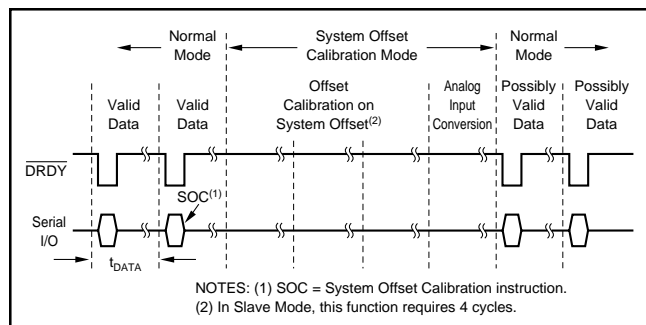 Normal
Mode
System Offset
Calibration Mode
Normal
Mode
Valid
Data
Valid
Data
Offset
Calibration on
System Offset(2)
Analog
Input
Conversion
Possibly
Valid
Data
Possibly
Valid
Data
DRDY
SOC(1)
Serial
I/O
tDATA
NOTES: (1) SOC = System Offset Calibration instruction.
(2) In Slave Mode, this function requires 4 cycles.